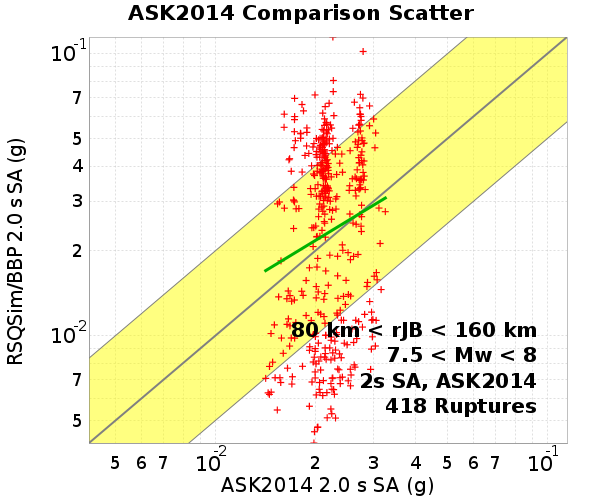 ASK2014 Comparison Scatter
RSQSim/BBP 2.0 s SA (g)
10⁻¹
7
5
4
3
2
10⁻²
7
5
80 km < rJB < 160 km
7.5 < Mw < 8
2s SA, ASK2014
418 Ruptures
5 6 7 10⁻² 2 3 4 5 6 7 10⁻¹
ASK2014 2.0 s SA (g)